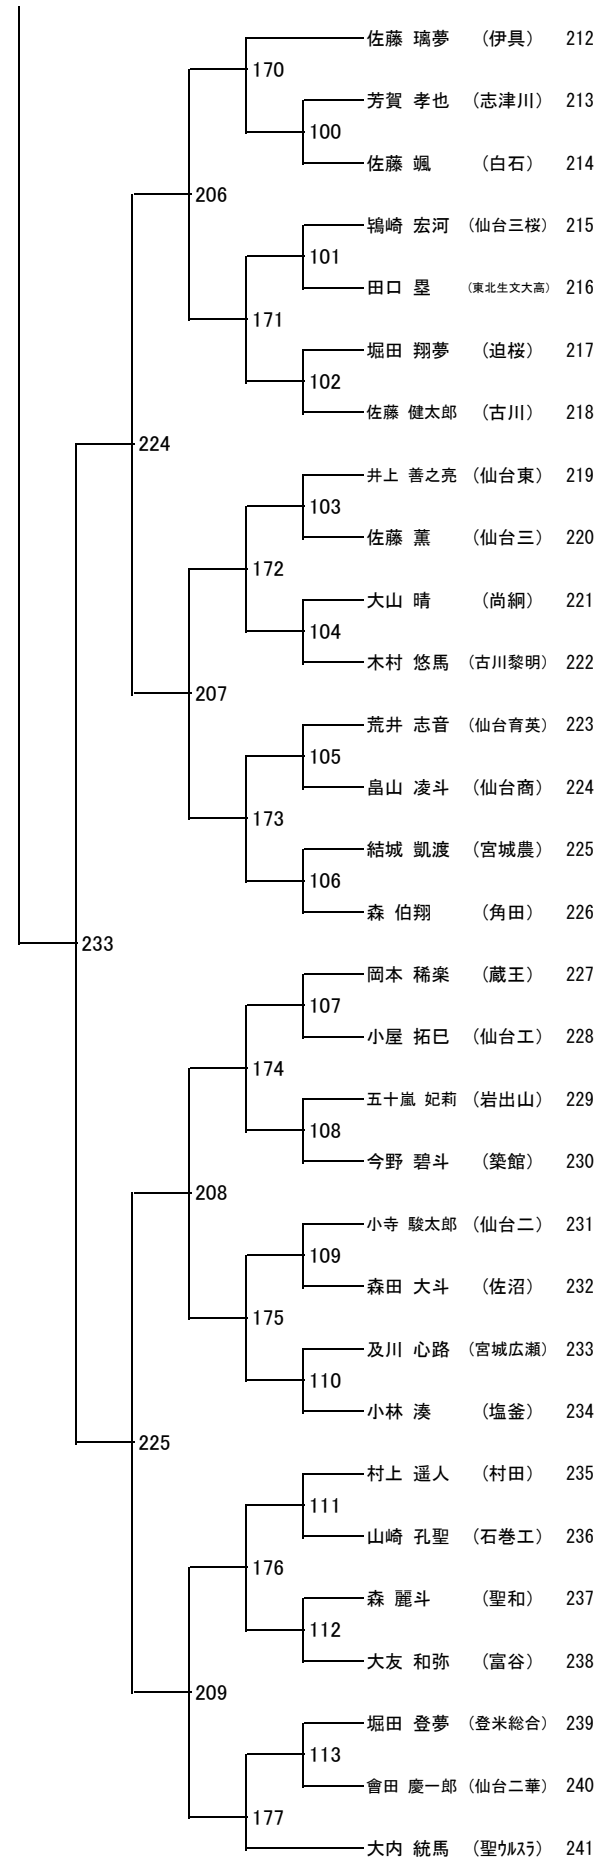 佐藤 璃夢 (伊具) 212
170
芳賀 孝也 (志津川) 213
100
佐藤 颯 (白石) 214
206
鴇崎 宏河 (仙台三桜) 215
101
田口 塁 (東北生文大高) 216
171
堀田 翔夢 (迫桜) 217
102
佐藤 健太郎 (古川) 218
224
井上 善之亮 (仙台東) 219
103
佐藤 薫 (仙台三) 220
172
大山 晴 (尚絅) 221
104
木村 悠馬 (古川黎明) 222
207
荒井 志音 (仙台育英) 223
105
畠山 凌斗 (仙台商) 224
173
結城 凱渡 (宮城農) 225
106
森 伯翔 (角田) 226
233
岡本 稀楽 (蔵王) 227
107
小屋 拓巳 (仙台工) 228
174
五十嵐 妃莉 (岩出山) 229
108
今野 碧斗 (築館) 230
208
小寺 駿太郎 (仙台二) 231
109
森田 大斗 (佐沼) 232
175
及川 心路 (宮城広瀬) 233
110
小林 湊 (塩釜) 234
225
村上 遥人 (村田) 235
111
山崎 孔聖 (石巻工) 236
176
森 麗斗 (聖和) 237
112
大友 和弥 (富谷) 238
209
堀田 登夢 (登米総合) 239
113
會田 慶一郎 (仙台二華) 240
177
大内 統馬 (聖ウルスラ) 241